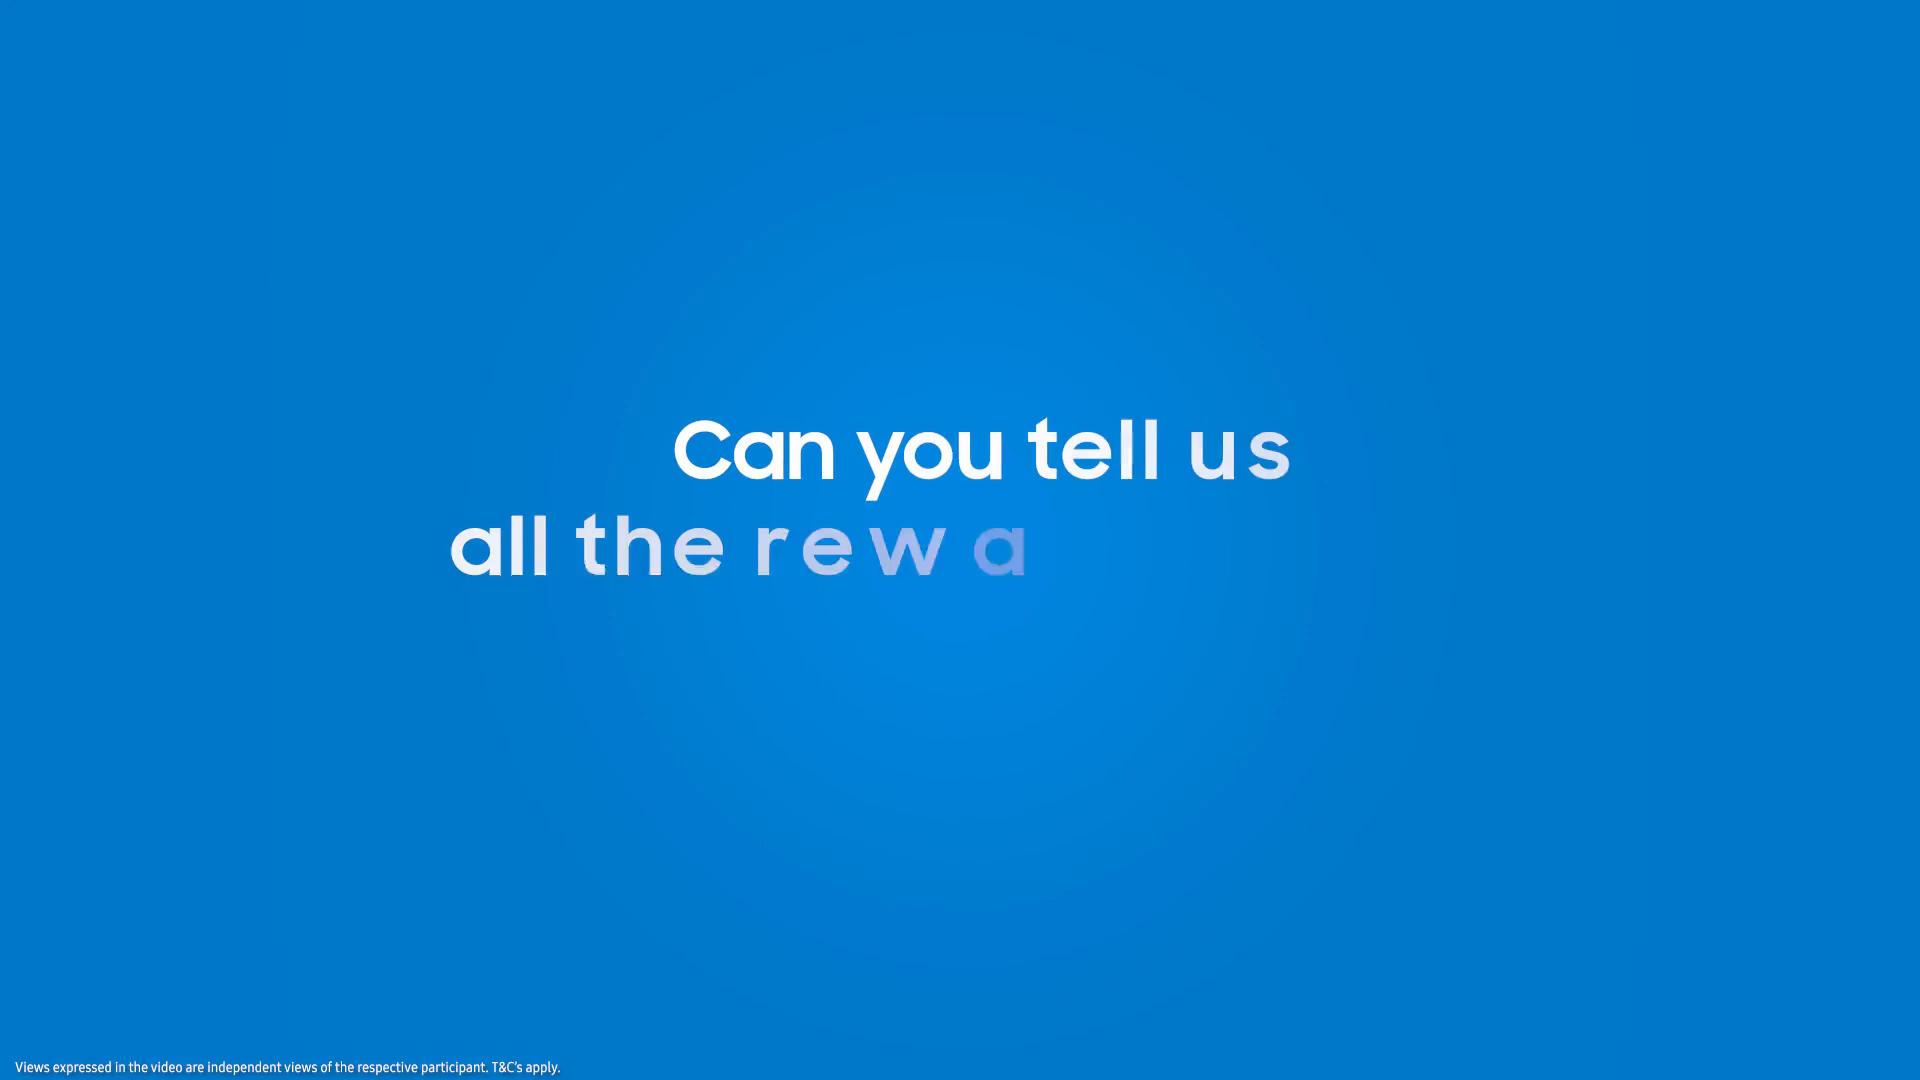 Can you tell us
all the rewa
Views expressed in the video are independent views of the respective participant. T&C's apply.